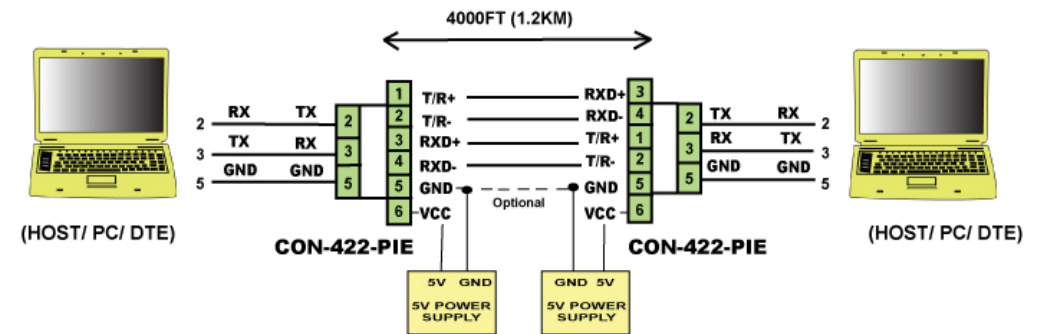 4000FT (1.2KM)
1 T/R+ RXD+ 3
2 T/R- RXD- 4
3 RXD+ T/R+ 1
4 RXD- T/R- 2
5 GND GND 5
Optional
6 VCC VCC 6
2 RX TX 2
3 TX RX 3
5 GND GND 5
2 TX RX 2
3 RX TX 3
5 GND GND 5
(HOST/ PC/ DTE)
CON-422-PIE
CON-422-PIE
(HOST/ PC/ DTE)
5V GND
5V POWER
SUPPLY
GND 5V
5V POWER
SUPPLY